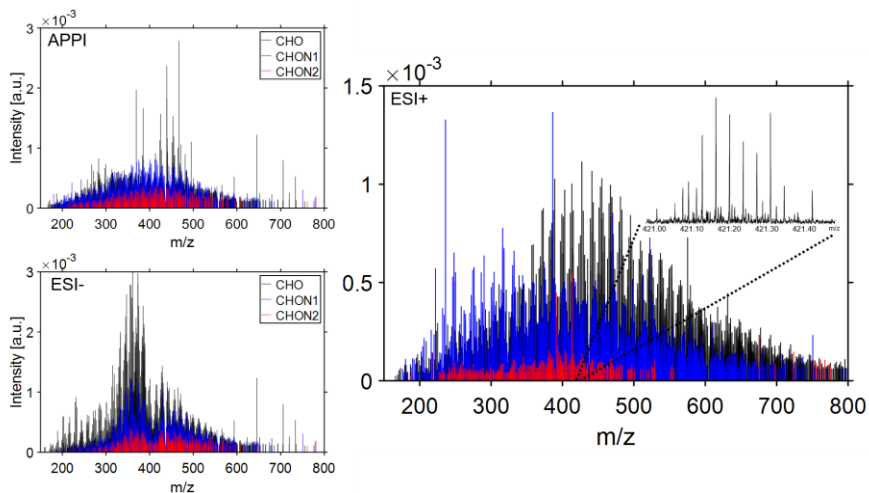 3 ×10⁻³
APPI
CHO
CHON1
CHON2
Intensity [a.u.]
2
1
0
200 300 400 500 600 700 800
m/z
3 ×10⁻³
ESI-
CHO
CHON1
CHON2
Intensity [a.u.]
2
1
0
200 300 400 500 600 700 800
m/z
×10⁻³
1.5
ESI+
421.00 421.10 421.20 421.30 421.40 m/z
1
0.5
0
200 300 400 500 600 700 800
m/z